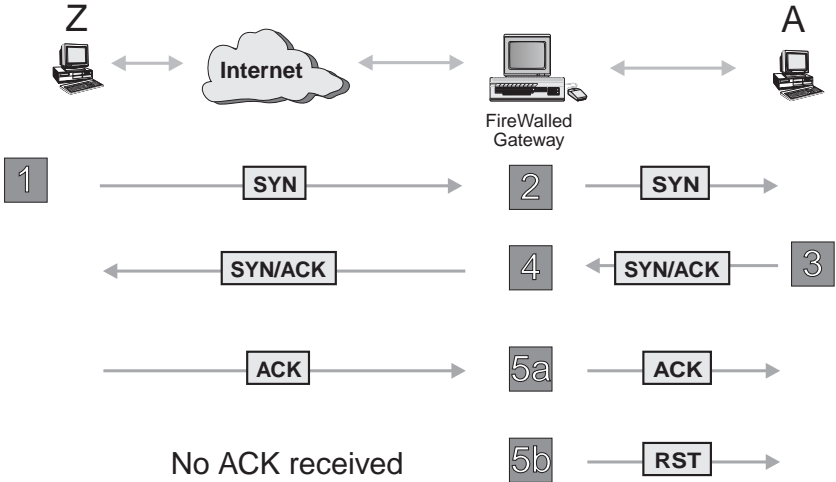 Z
A
Internet
FireWalled
Gateway
1
SYN
2
SYN
SYN/ACK
4
SYN/ACK
3
ACK
5a
ACK
No ACK received
5b
RST